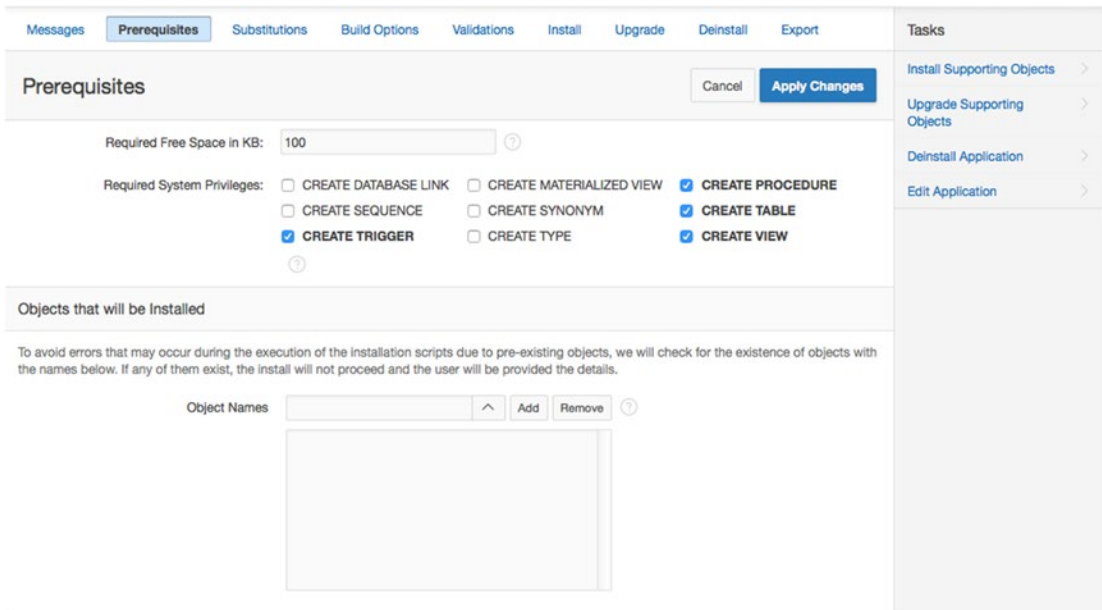 Messages Prerequisites Substitutions Build Options Validations Install Upgrade Deinstall Export
Prerequisites
Cancel Apply Changes
Required Free Space in KB: 100 ?
Required System Privileges: CREATE DATABASE LINK CREATE MATERIALIZED VIEW CREATE PROCEDURE
CREATE SEQUENCE CREATE SYNONYM CREATE TABLE
CREATE TRIGGER CREATE TYPE CREATE VIEW
?
Objects that will be Installed
To avoid errors that may occur during the execution of the installation scripts due to pre-existing objects, we will check for the existence of objects with
the names below. If any of them exist, the install will not proceed and the user will be provided the details.
Object Names Add Remove ?
Tasks
Install Supporting Objects
Upgrade Supporting
Objects
Deinstall Application
Edit Application